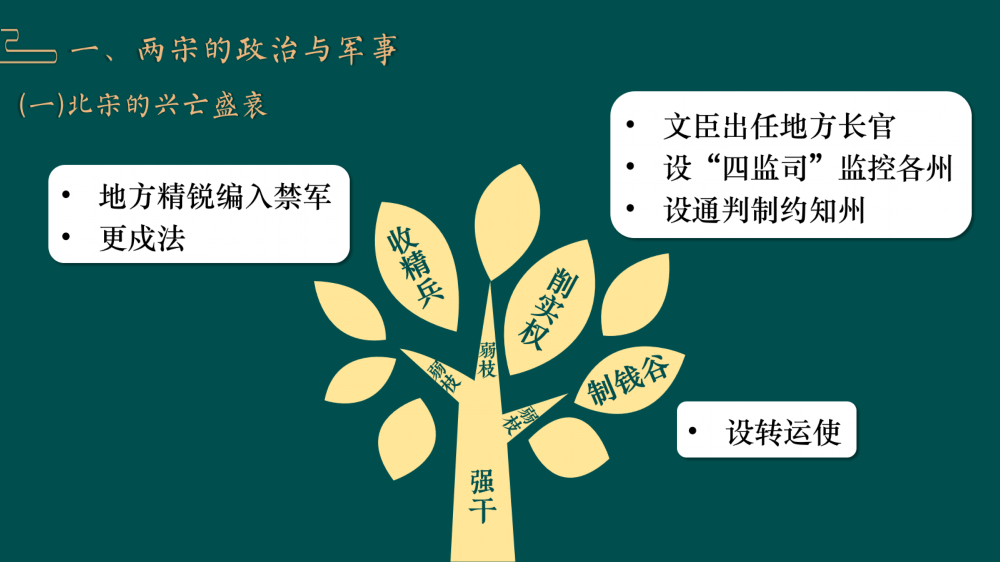 一、两宋的政治与军事
(一)北宋的兴亡盛衰
• 文臣出任地方长官
• 设“四监司”监控各州
• 设通判制约知州
• 地方精锐编入禁军
• 更戍法
收精兵
削实权
制钱谷
弱枝
弱枝
弱枝
• 设转运使
强干